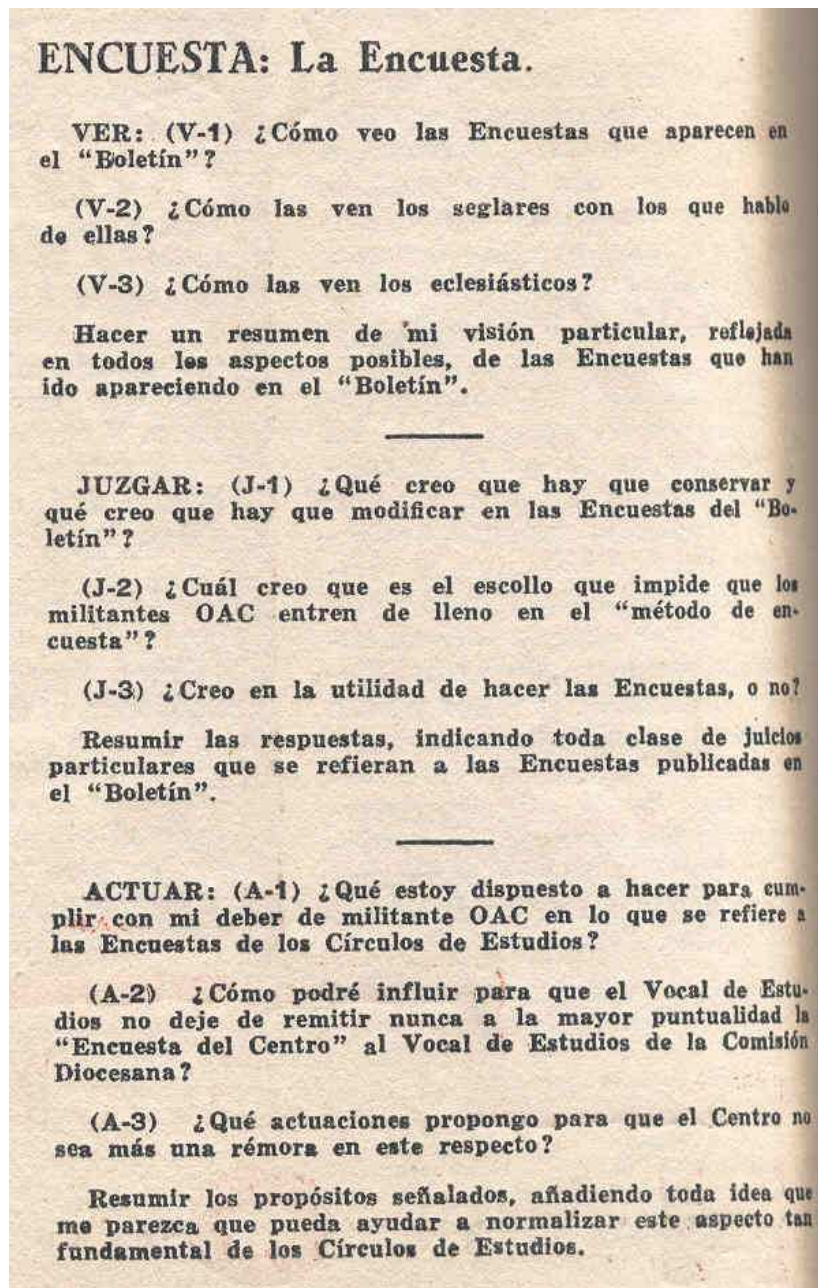 ENCUESTA: La Encuesta.
VER: (V-1) ¿Cómo veo las Encuestas que aparecen en
el “Boletín”?
(V-2) ¿Cómo las ven los seglares con los que hablo
de ellas?
(V-3) ¿Cómo las ven los eclesiásticos?
Hacer un resumen de mi visión particular, reflejada
en todos los aspectos posibles, de las Encuestas que han
ido apareciendo en el “Boletín”.
JUZGAR: (J-1) ¿Qué creo que hay que conservar y
qué creo que hay que modificar en las Encuestas del “Bo-
letín”?
(J-2) ¿Cuál creo que es el escollo que impide que los
militantes OAC entren de lleno en el “método de en-
cuesta”?
(J-3) ¿Creo en la utilidad de hacer las Encuestas, o no?
Resumir las respuestas, indicando toda clase de juicios
particulares que se refieran a las Encuestas publicadas en
el “Boletín”.
ACTUAR: (A-1) ¿Qué estoy dispuesto a hacer para cum-
plir con mi deber de militante OAC en lo que se refiere a
las Encuestas de los Círculos de Estudios?
(A-2) ¿Cómo podré influir para que el Vocal de Estu-
dios no deje de remitir nunca a la mayor puntualidad la
“Encuesta del Centro” al Vocal de Estudios de la Comisión
Diocesana?
(A-3) ¿Qué actuaciones propongo para que el Centro no
sea más una rémora en este respecto?
Resumir los propósitos señalados, añadiendo toda idea que
me parezca que pueda ayudar a normalizar este aspecto tan
fundamental de los Círculos de Estudios.